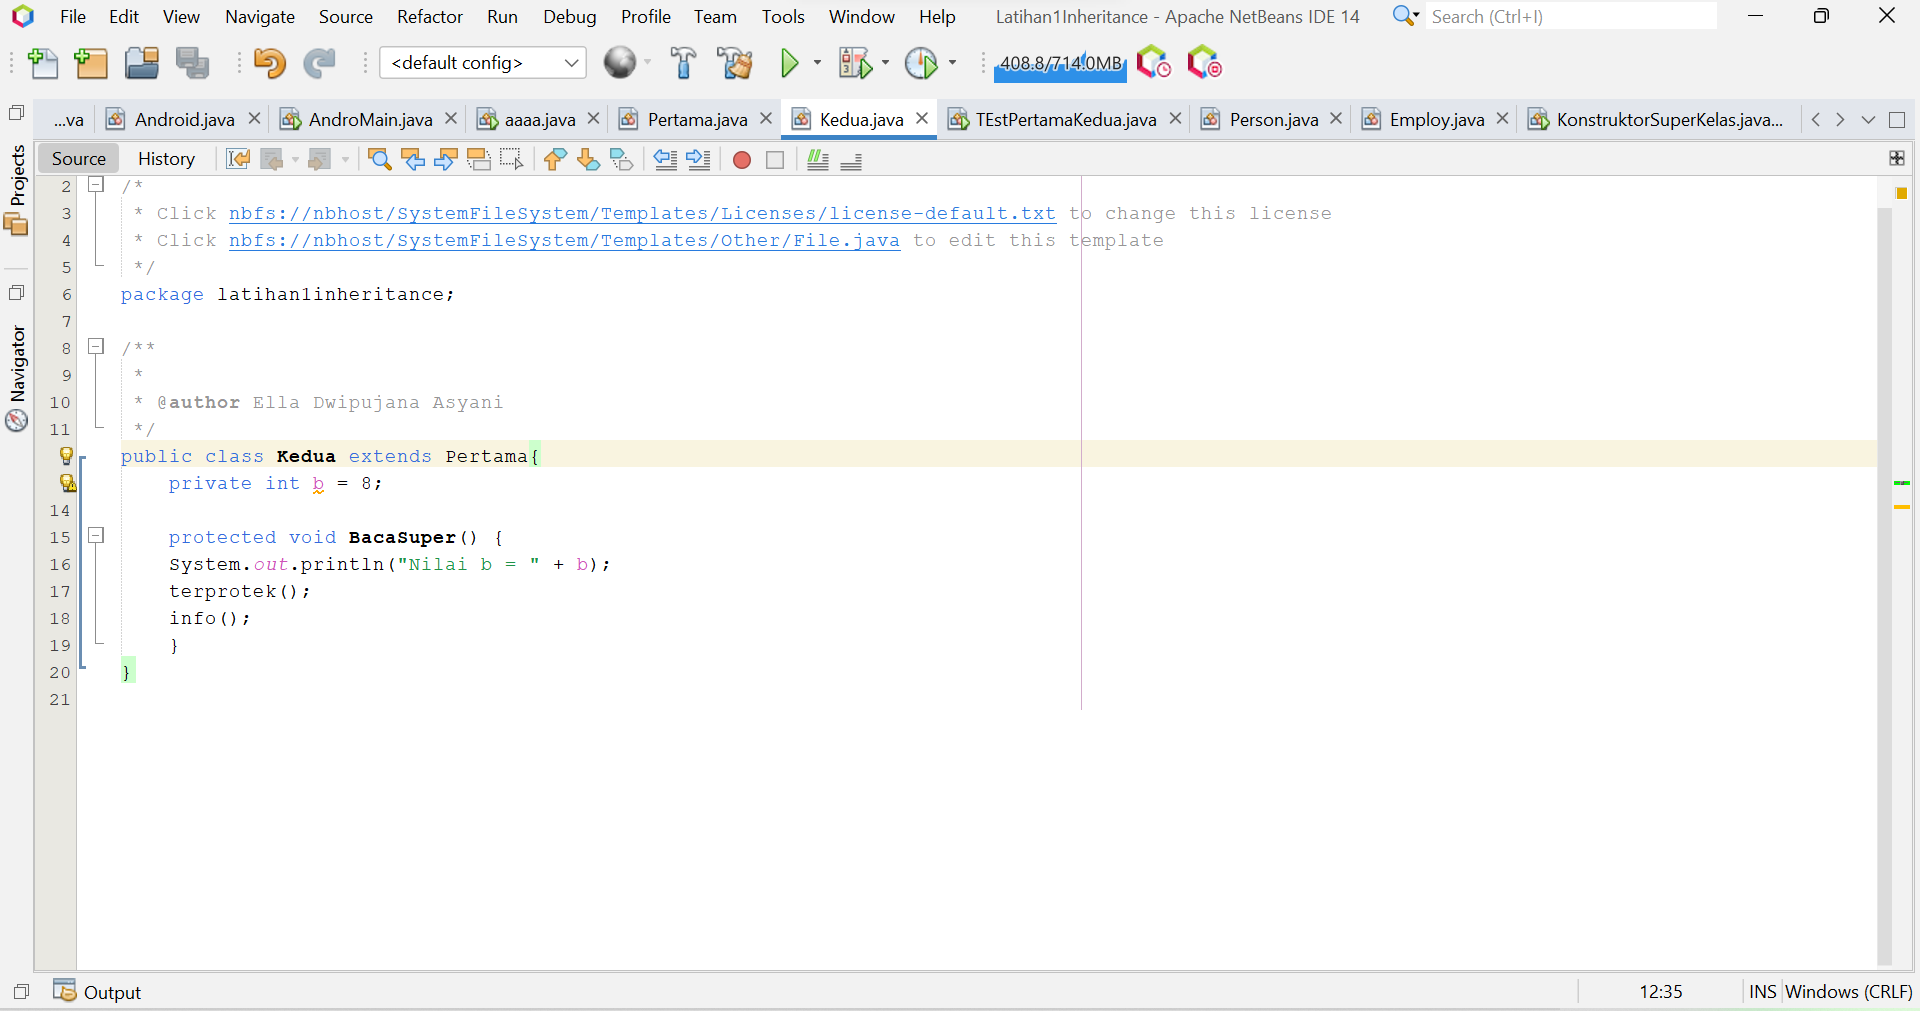 File Edit View Navigate Source Refactor Run Debug Profile Team Tools Window Help Latihan1Inheritance - Apache NetBeans IDE 14 Search (Ctrl+I)
<default config> 408.8/714.0MB
...va Android.java AndroMain.java aaaa.java Pertama.java Kedua.java TEstPertamaKedua.java Person.java Employ.java KonstruktorSuperKelas.java...
Source History
Projects
Navigator
2 /*
3 * Click nbfs://nbhost/SystemFileSystem/Templates/Licenses/license-default.txt to change this license
4 * Click nbfs://nbhost/SystemFileSystem/Templates/Other/File.java to edit this template
5 */
6 package latihan1inheritance;
7
8 /**
9 *
10 * @author Ella Dwipujana Asyani
11 */
public class Kedua extends Pertama{
private int b = 8;
14
15 protected void BacaSuper() {
16 System.out.println("Nilai b = " + b);
17 terprotek();
18 info();
19 }
20 }
21
Output
12:35 INS Windows (CRLF)